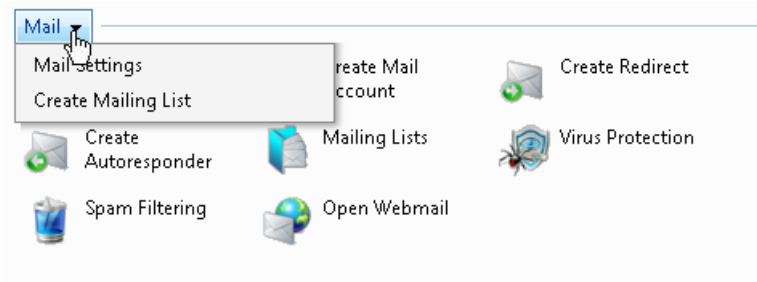 Mail
Mail Settings
Create Mailing List
reate Mail
ccount
Create Redirect
Create
Autoresponder
Mailing Lists
Virus Protection
Spam Filtering
Open Webmail